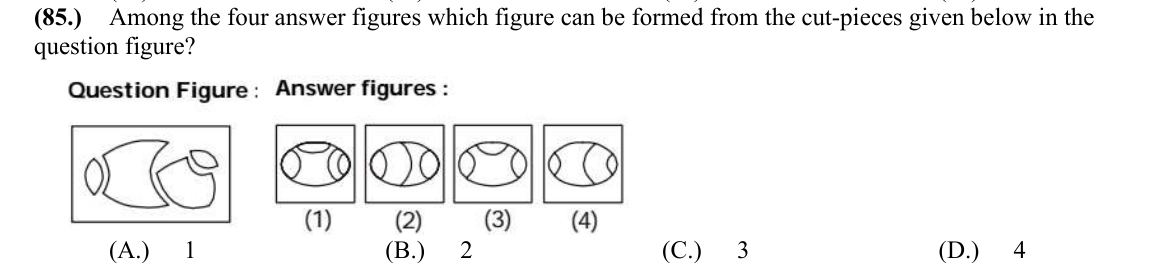 (85.) Among the four answer figures which figure can be formed from the cut-pieces given below in the
question figure?
Question Figure : Answer figures :
(1) (2) (3) (4)
(A.) 1 (B.) 2 (C.) 3 (D.) 4